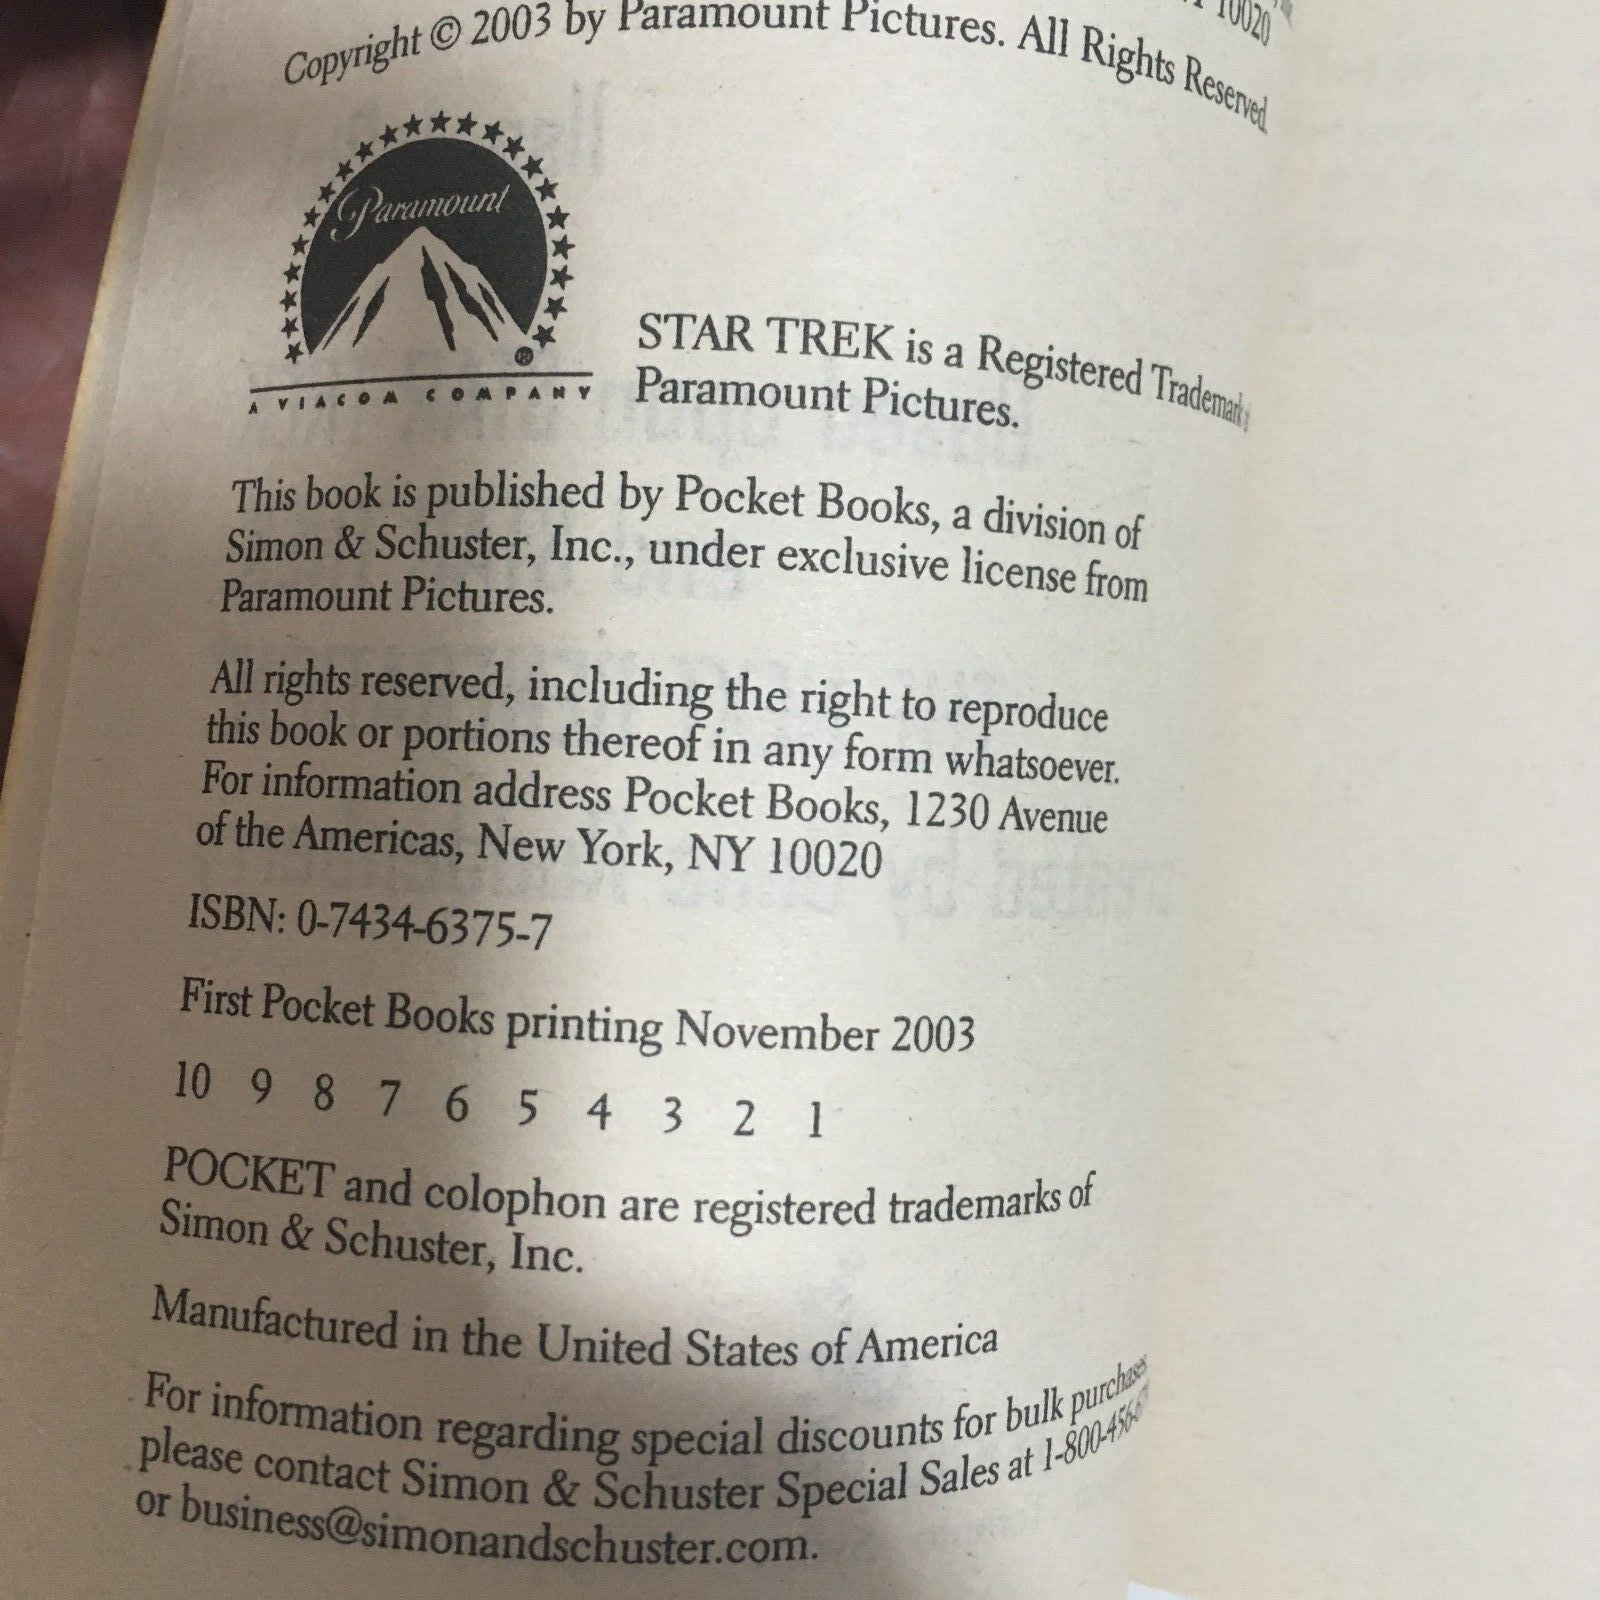 10020
Copyright © 2003 by Paramount Pictures. All Rights Reserved.
Paramount
®
A VIACOM COMPANY
STAR TREK is a Registered Trademark
Paramount Pictures.
This book is published by Pocket Books, a division of
Simon & Schuster, Inc., under exclusive license from
Paramount Pictures.
All rights reserved, including the right to reproduce
this book or portions thereof in any form whatsoever.
For information address Pocket Books, 1230 Avenue
of the Americas, New York, NY 10020
ISBN: 0-7434-6375-7
First Pocket Books printing November 2003
10 9 8 7 6 5 4 3 2 1
POCKET and colophon are registered trademarks of
Simon & Schuster, Inc.
Manufactured in the United States of America
For information regarding special discounts for bulk purchases,
please contact Simon & Schuster Special Sales at
or business@simonandschuster.com.